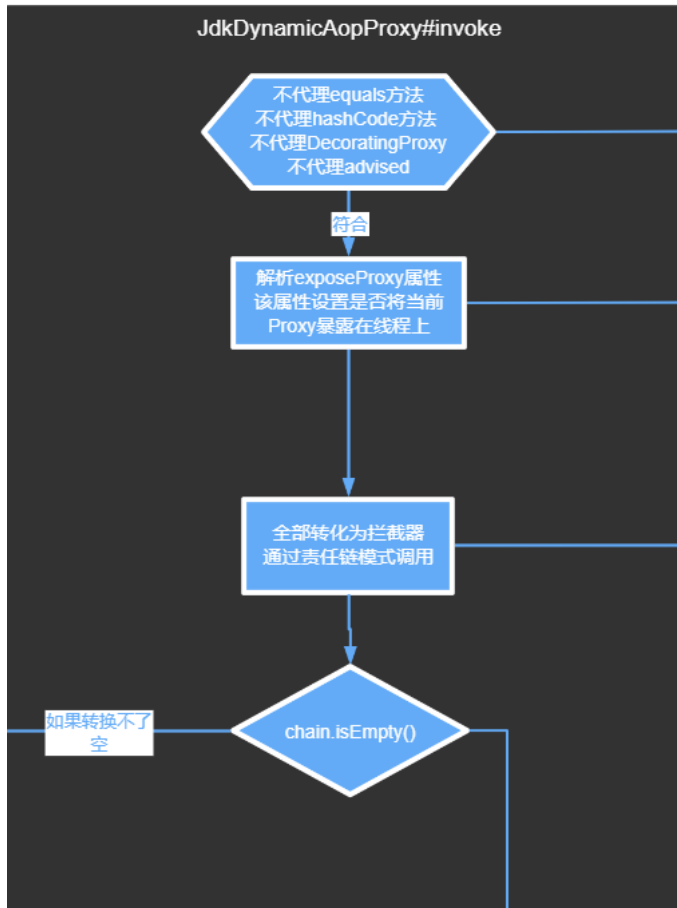 JdkDynamicAopProxy#invoke
不代理equals方法
不代理hashCode方法
不代理DecoratingProxy
不代理advised
符合
解析exposeProxy属性
该属性设置是否将当前
Proxy暴露在线程上
全部转化为拦截器
通过责任链模式调用
如果转换不了
空
chain.isEmpty()